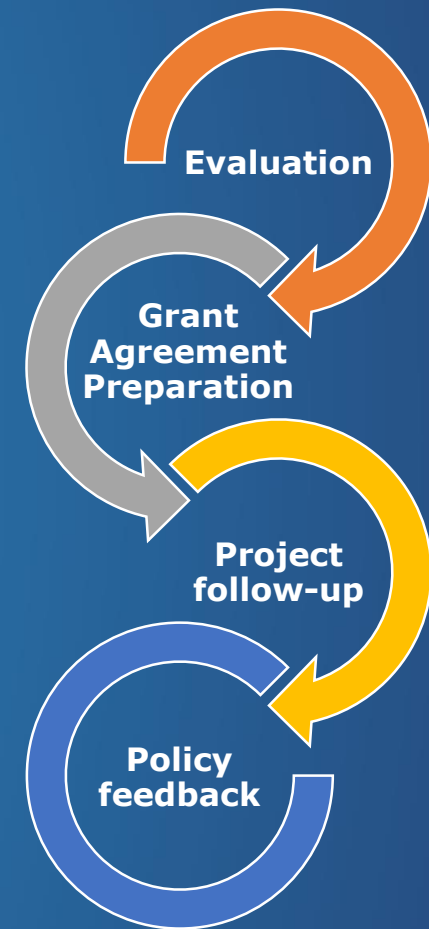 Evaluation
Grant
Agreement
Preparation
Project
follow-up
Policy
feedback